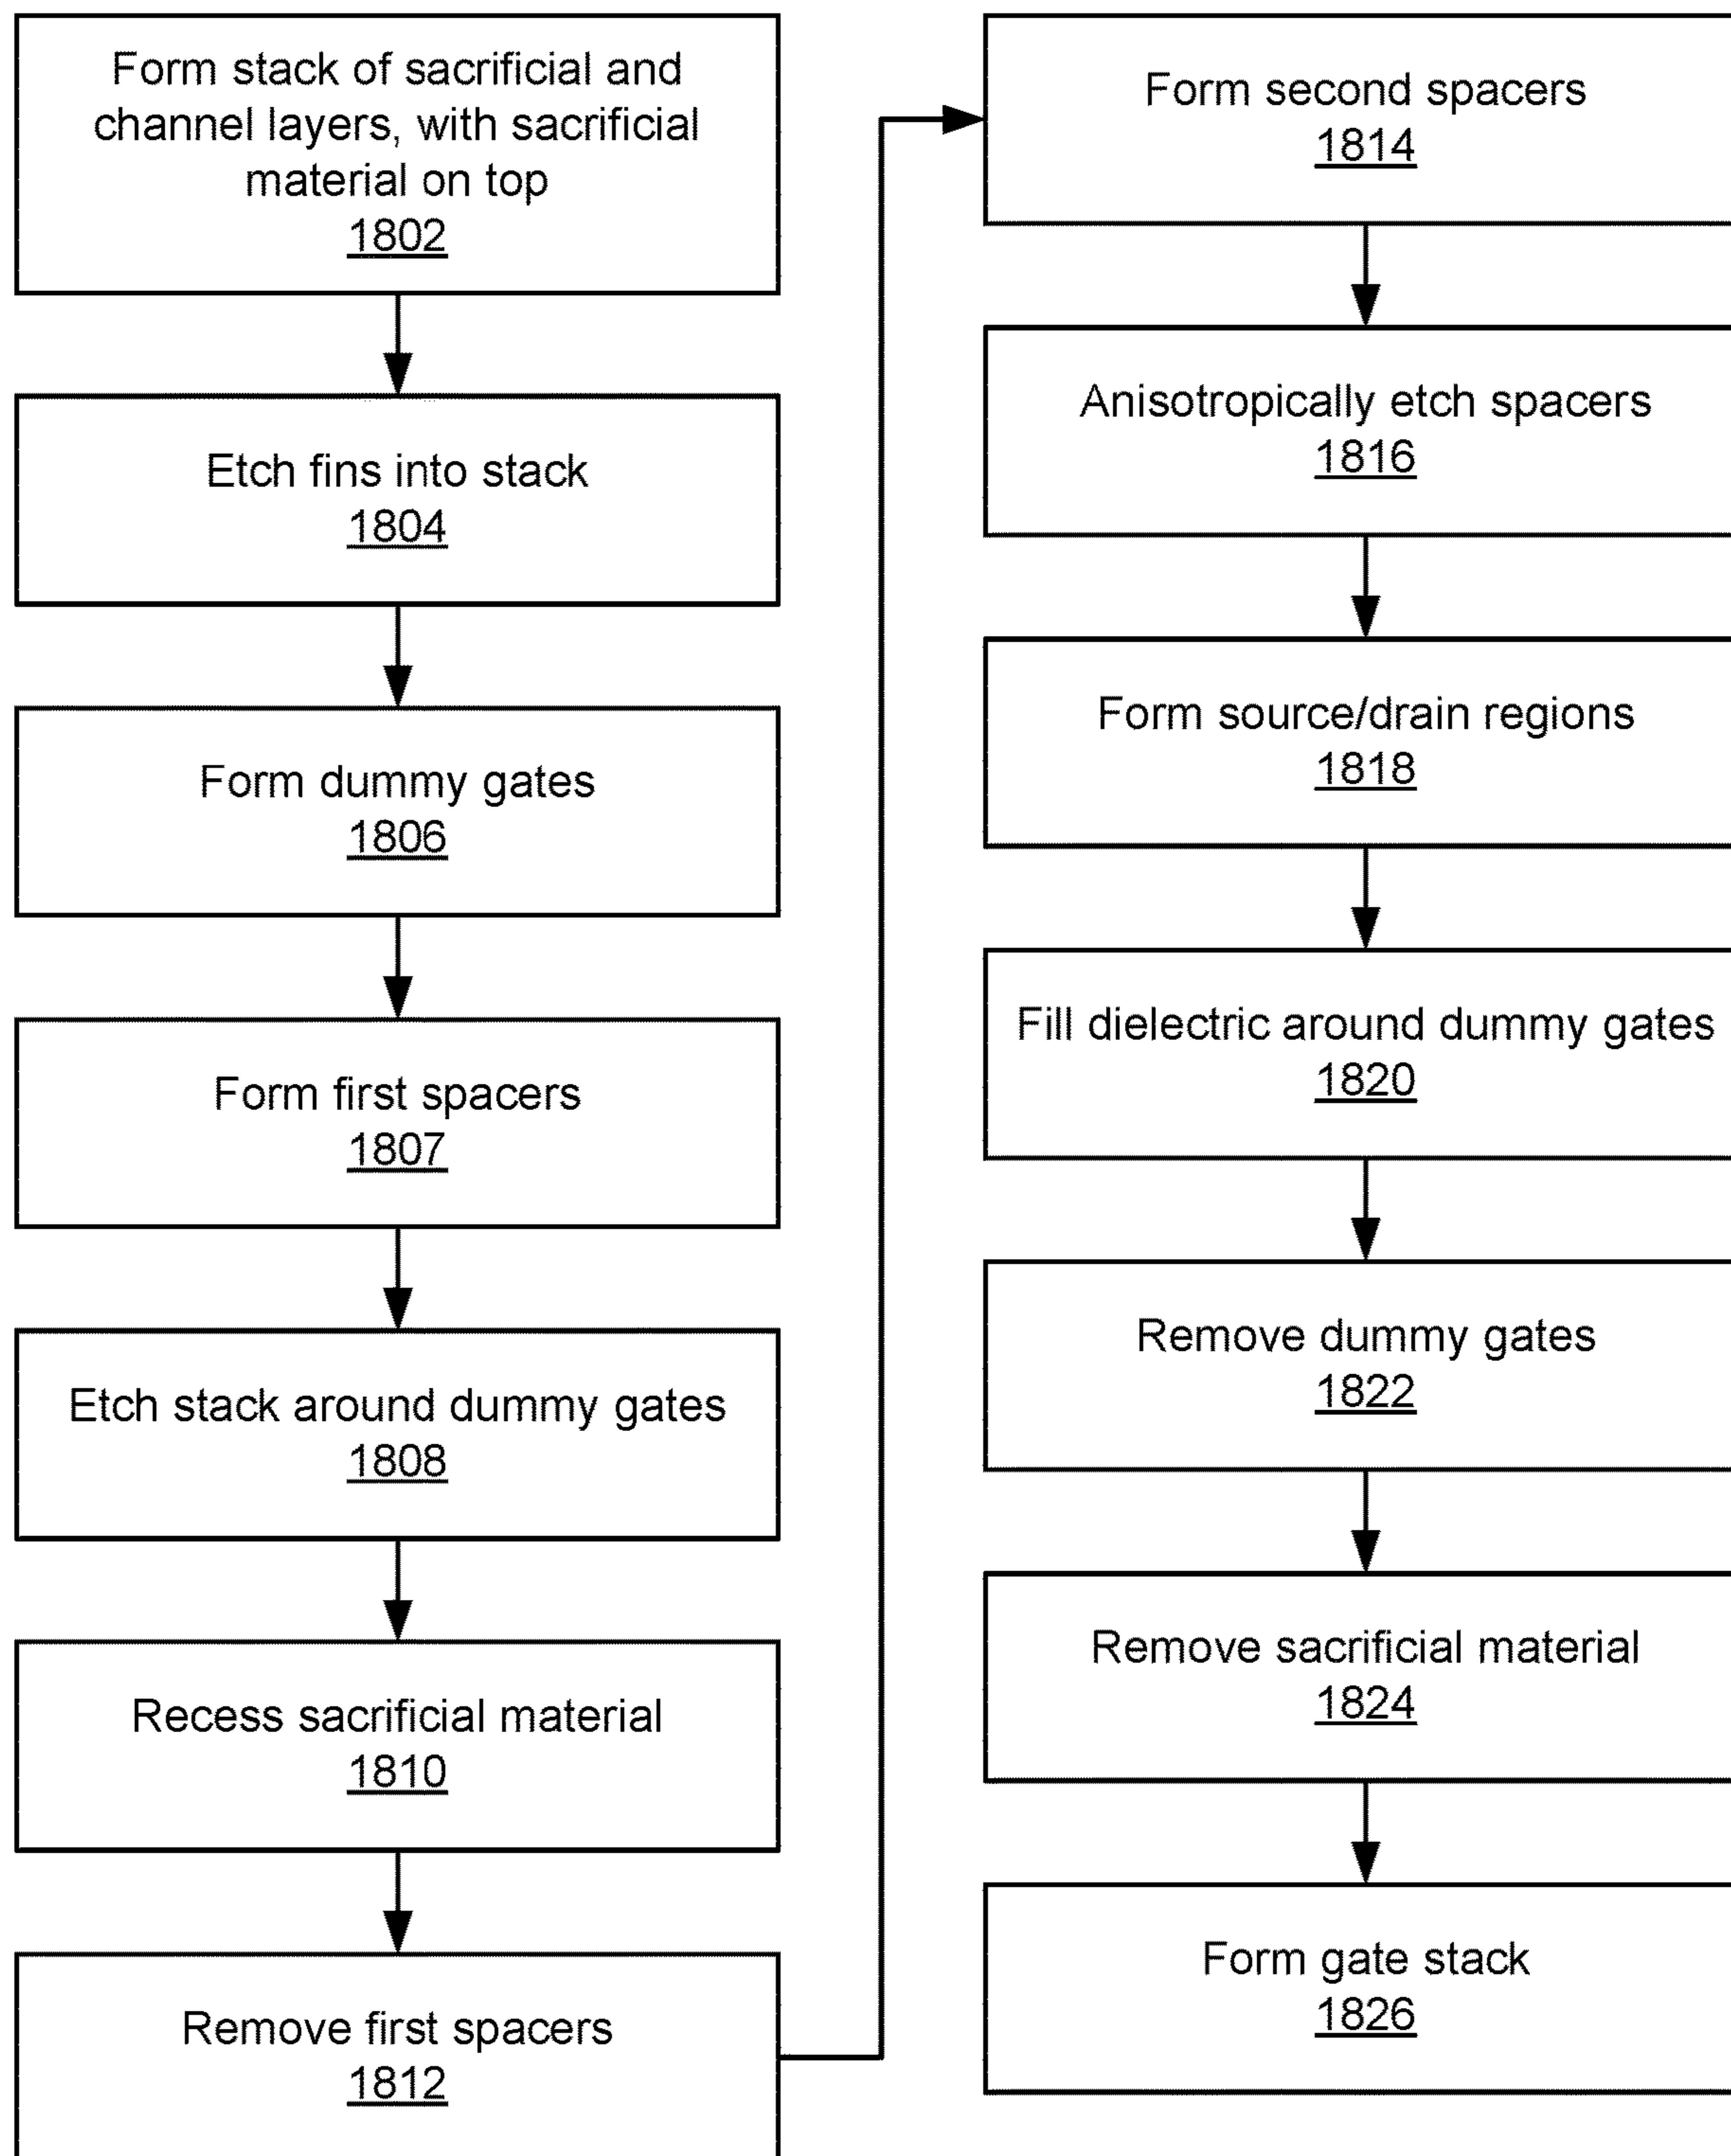 Form stack of sacrificial and
channel layers, with sacrificial
material on top
1802
Etch fins into stack
1804
Form dummy gates
1806
Form first spacers
1807
Etch stack around dummy gates
1808
Recess sacrificial material
1810
Remove first spacers
1812
Form second spacers
1814
Anisotropically etch spacers
1816
Form source/drain regions
1818
Fill dielectric around dummy gates
1820
Remove dummy gates
1822
Remove sacrificial material
1824
Form gate stack
1826